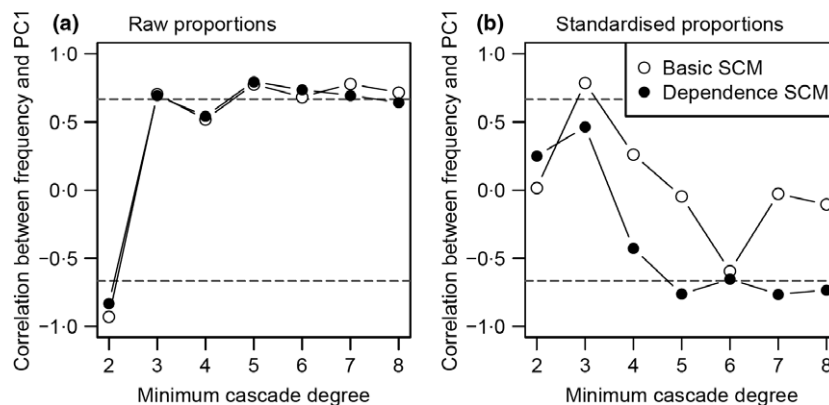 (a) Raw proportions
Correlation between frequency and PC1
1·0
0·5
0·0
−0·5
−1·0
2 3 4 5 6 7 8
Minimum cascade degree
(b) Standardised proportions
Basic SCM
Dependence SCM
Correlation between frequency and PC1
1·0
0·5
0·0
−0·5
−1·0
2 3 4 5 6 7 8
Minimum cascade degree